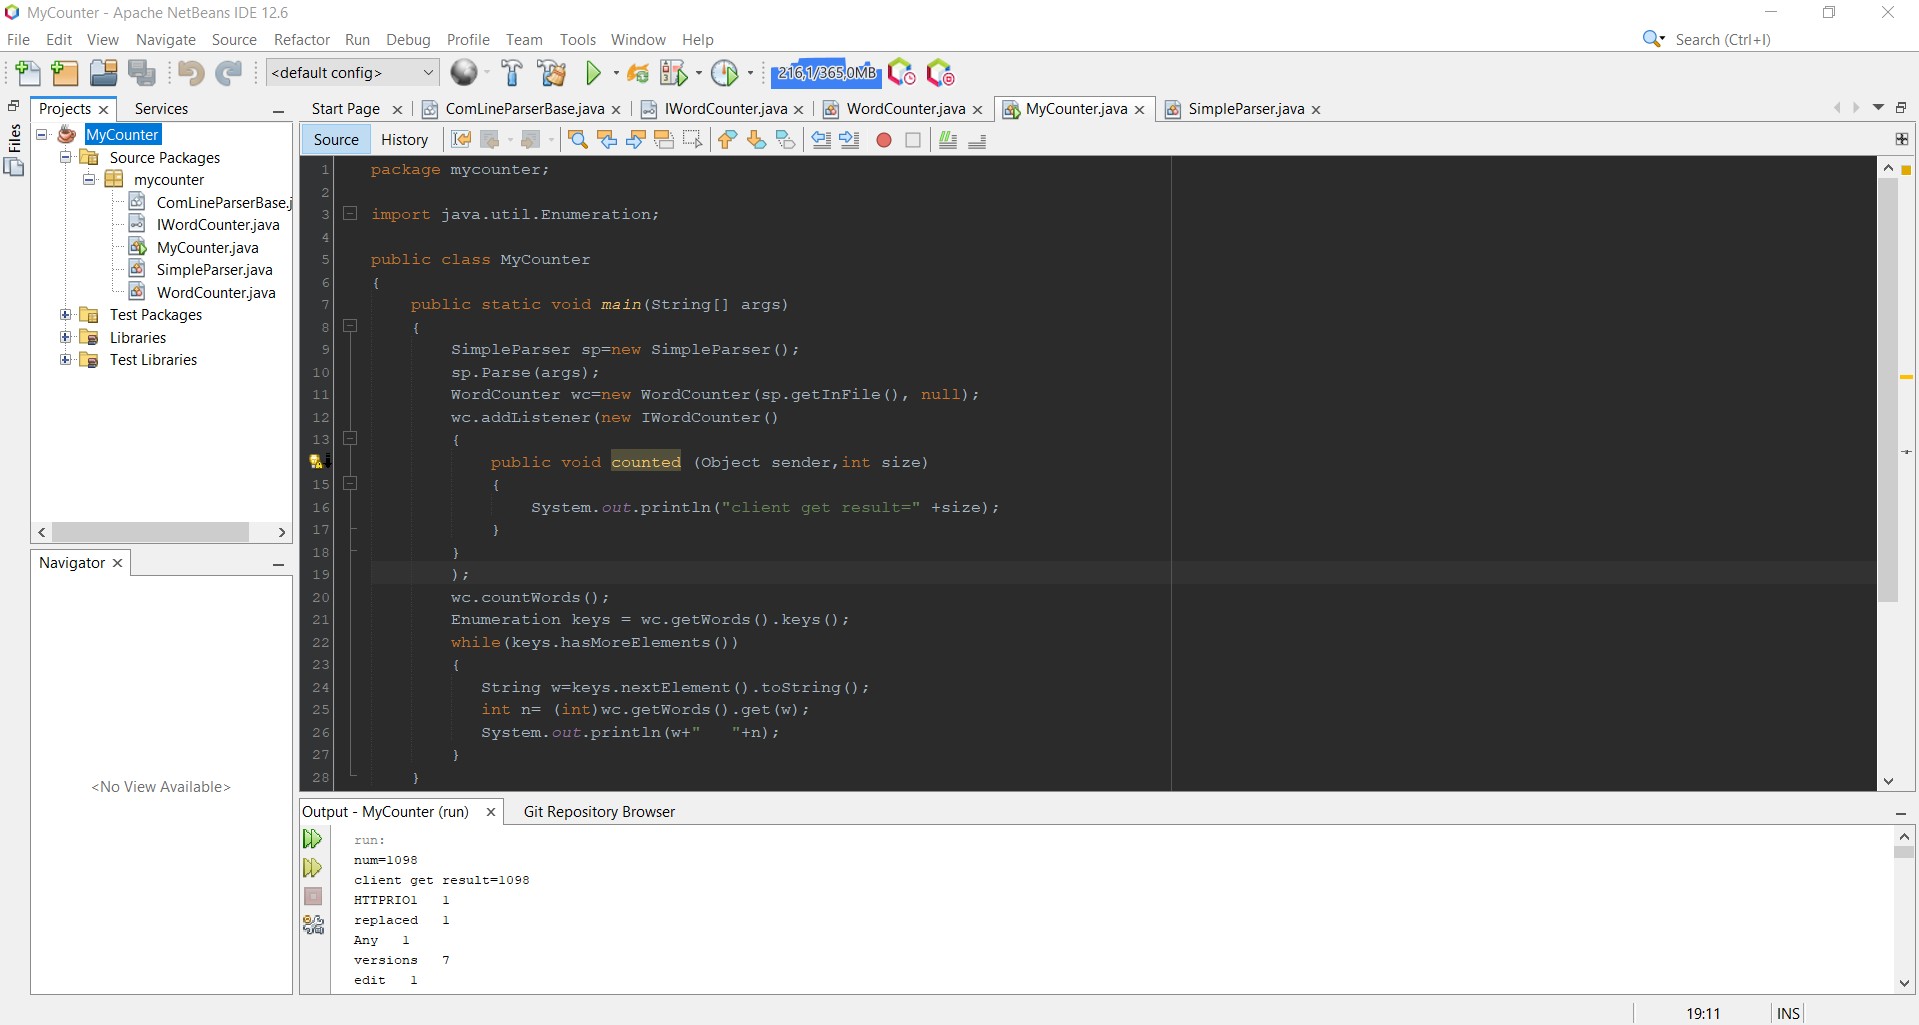 MyCounter - Apache NetBeans IDE 12.6
File Edit View Navigate Source Refactor Run Debug Profile Team Tools Window Help
Search (Ctrl+I)
<default config>
216,1/365,0MB
Files
Projects Services
MyCounter
Source Packages
mycounter
ComLineParserBase.j
IWordCounter.java
MyCounter.java
SimpleParser.java
WordCounter.java
Test Packages
Libraries
Test Libraries
Navigator
<No View Available>
Start Page ComLineParserBase.java IWordCounter.java WordCounter.java MyCounter.java SimpleParser.java
Source History
1 package mycounter;
2
3 import java.util.Enumeration;
4
5 public class MyCounter
6 {
7 public static void main(String[] args)
8 {
9 SimpleParser sp=new SimpleParser();
10 sp.Parse(args);
11 WordCounter wc=new WordCounter(sp.getInFile(), null);
12 wc.addListener(new IWordCounter()
13 {
public void counted (Object sender,int size)
15 {
16 System.out.println("client get result=" +size);
17 }
18 }
19 );
20 wc.countWords();
21 Enumeration keys = wc.getWords().keys();
22 while(keys.hasMoreElements())
23 {
24 String w=keys.nextElement().toString();
25 int n= (int)wc.getWords().get(w);
26 System.out.println(w+"   "+n);
27 }
28 }
Output - MyCounter (run) Git Repository Browser
run:
num=1098
client get result=1098
HTTPRIO1   1
replaced   1
Any   1
versions   7
edit   1
19:11 INS